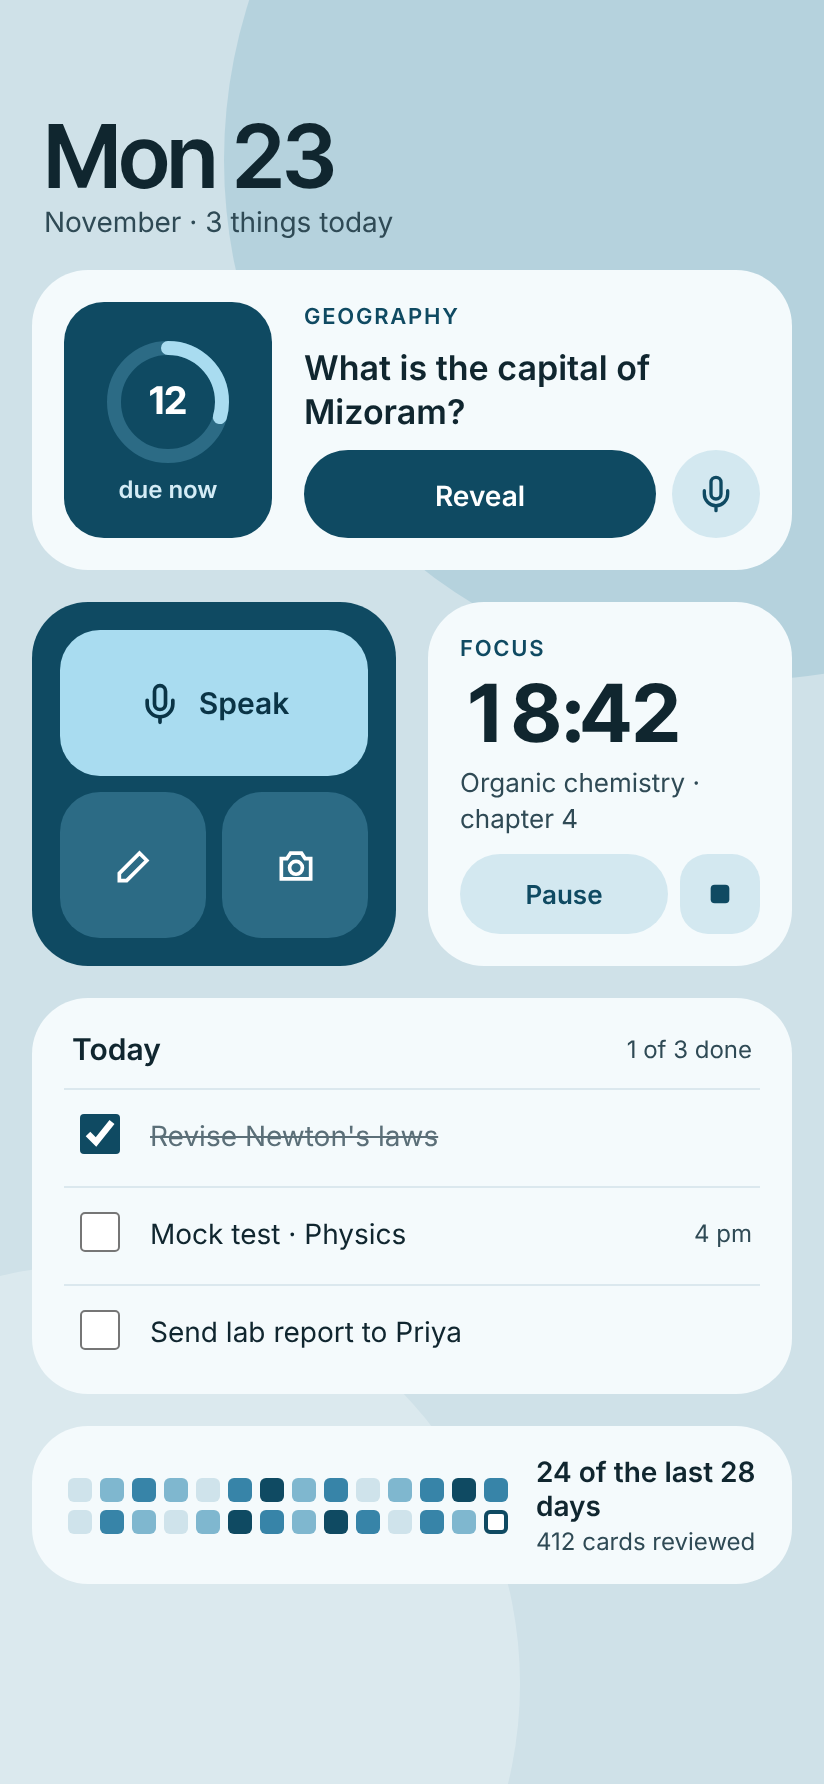 Mon 23
November · 3 things today
GEOGRAPHY
What is the capital of
Mizoram?
12
due now
Reveal
Speak
FOCUS
18:42
Organic chemistry ·
chapter 4
Pause
Today
1 of 3 done
Revise Newton's laws
Mock test · Physics
4 pm
Send lab report to Priya
24 of the last 28
days
412 cards reviewed